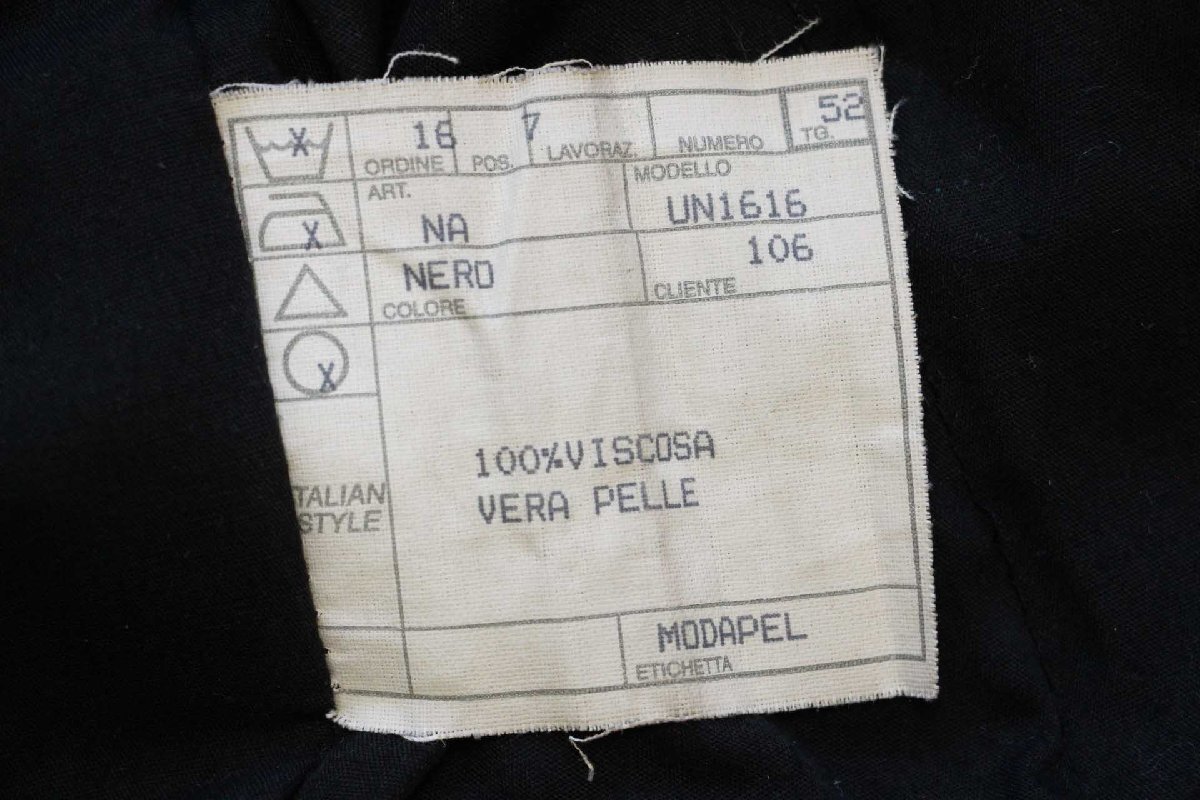 X 16 7 52
ORDINE POS. LAVORAZ. NUMERO TG.
ART. MODELLO
X NA UN1616
NERO 106
COLORE CLIENTE
X
100%VISCOSA
VERA PELLE
TALIAN
STYLE
MODAPEL
ETICHETTA